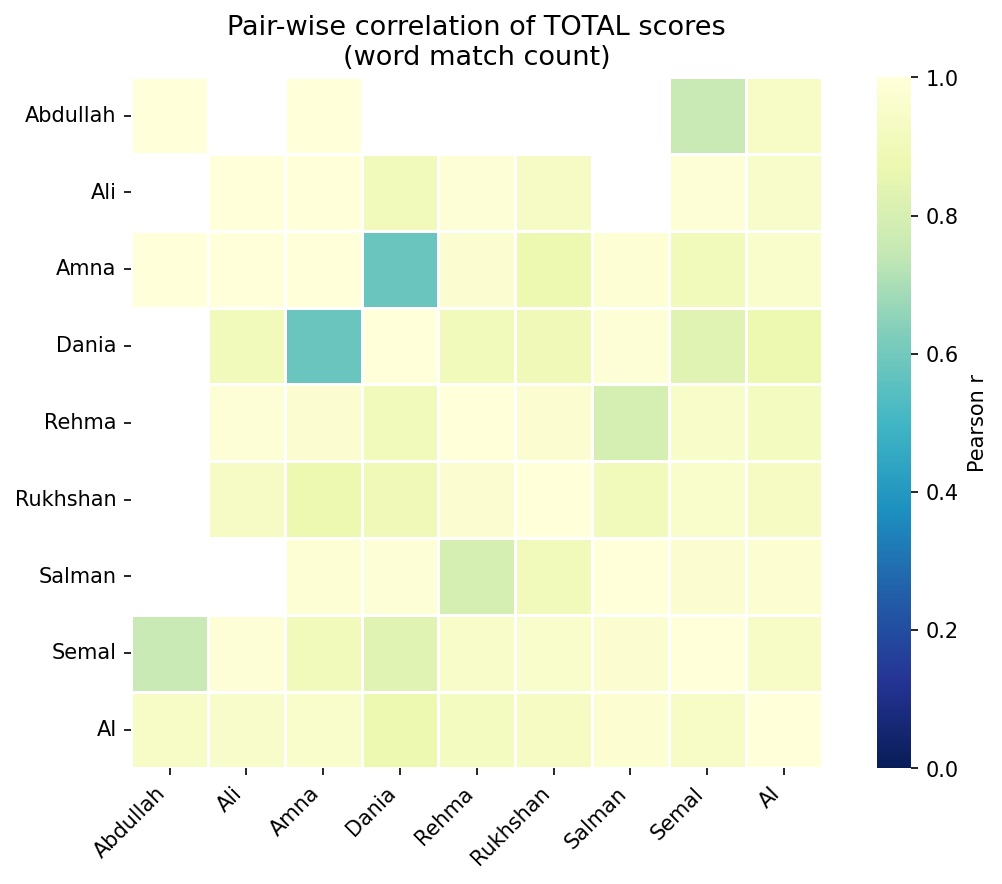 Pair-wise correlation of TOTAL scores
(word match count)
Abdullah
Ali
Amna
Dania
Rehma
Rukhshan
Salman
Semal
AI
Abdullah
Ali
Amna
Dania
Rehma
Rukhshan
Salman
Semal
AI
1.0
0.8
0.6
0.4
0.2
0.0
Pearson r